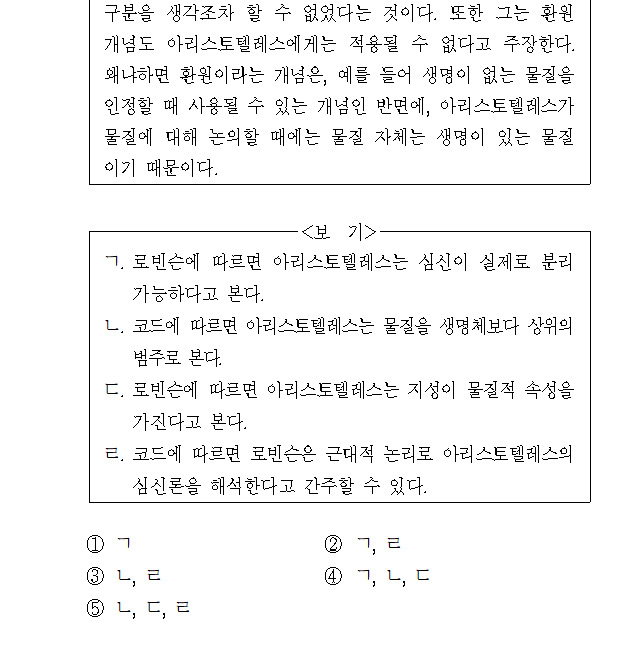 구분을 생각조차 할 수 없었다는 것이다. 또한 그는 환원
개념도 아리스토텔레스에게는 적용될 수 없다고 주장한다.
왜냐하면 환원이라는 개념은, 예를 들어 생명이 없는 물질을
인정할 때 사용될 수 있는 개념인 반면에, 아리스토텔레스가
물질에 대해 논의할 때에는 물질 자체는 생명이 있는 물질
이기 때문이다.
<보 기>
ㄱ. 로빈슨에 따르면 아리스토텔레스는 심신이 실제로 분리
가능하다고 본다.
ㄴ. 코드에 따르면 아리스토텔레스는 물질을 생명체보다 상위의
범주로 본다.
ㄷ. 로빈슨에 따르면 아리스토텔레스는 지성이 물질적 속성을
가진다고 본다.
ㄹ. 코드에 따르면 로빈슨은 근대적 논리로 아리스토텔레스의
심신론을 해석한다고 간주할 수 있다.
① ㄱ ② ㄱ, ㄹ
③ ㄴ, ㄹ ④ ㄱ, ㄴ, ㄷ
⑤ ㄴ, ㄷ, ㄹ